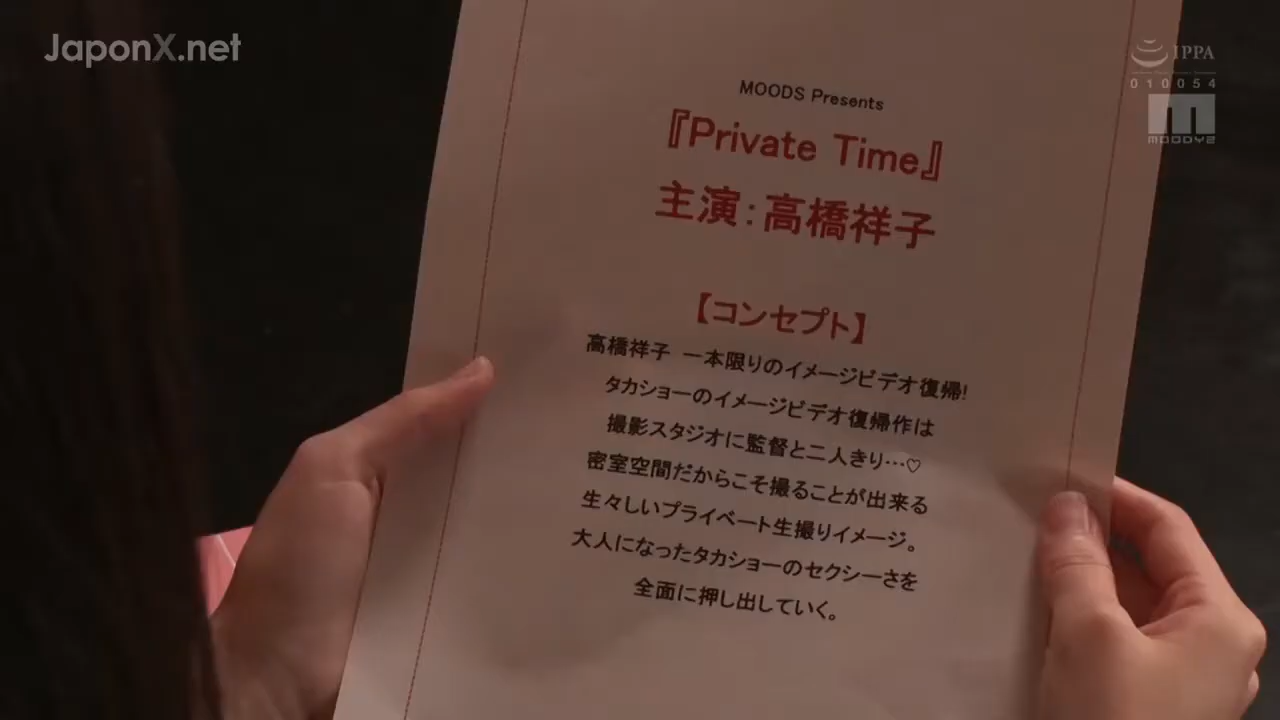 JaponX.net
IPPA
010054
MOODYZ
MOODS Presents
『Private Time』
主演:高橋祥子
【コンセプト】
高橋祥子 一本限りのイメージビデオ復帰!
タカショーのイメージビデオ復帰作は
撮影スタジオに監督と二人きり…♡
密室空間だからこそ撮ることが出来る
生々しいプライベート生撮りイメージ。
大人になったタカショーのセクシーさを
全面に押し出していく。